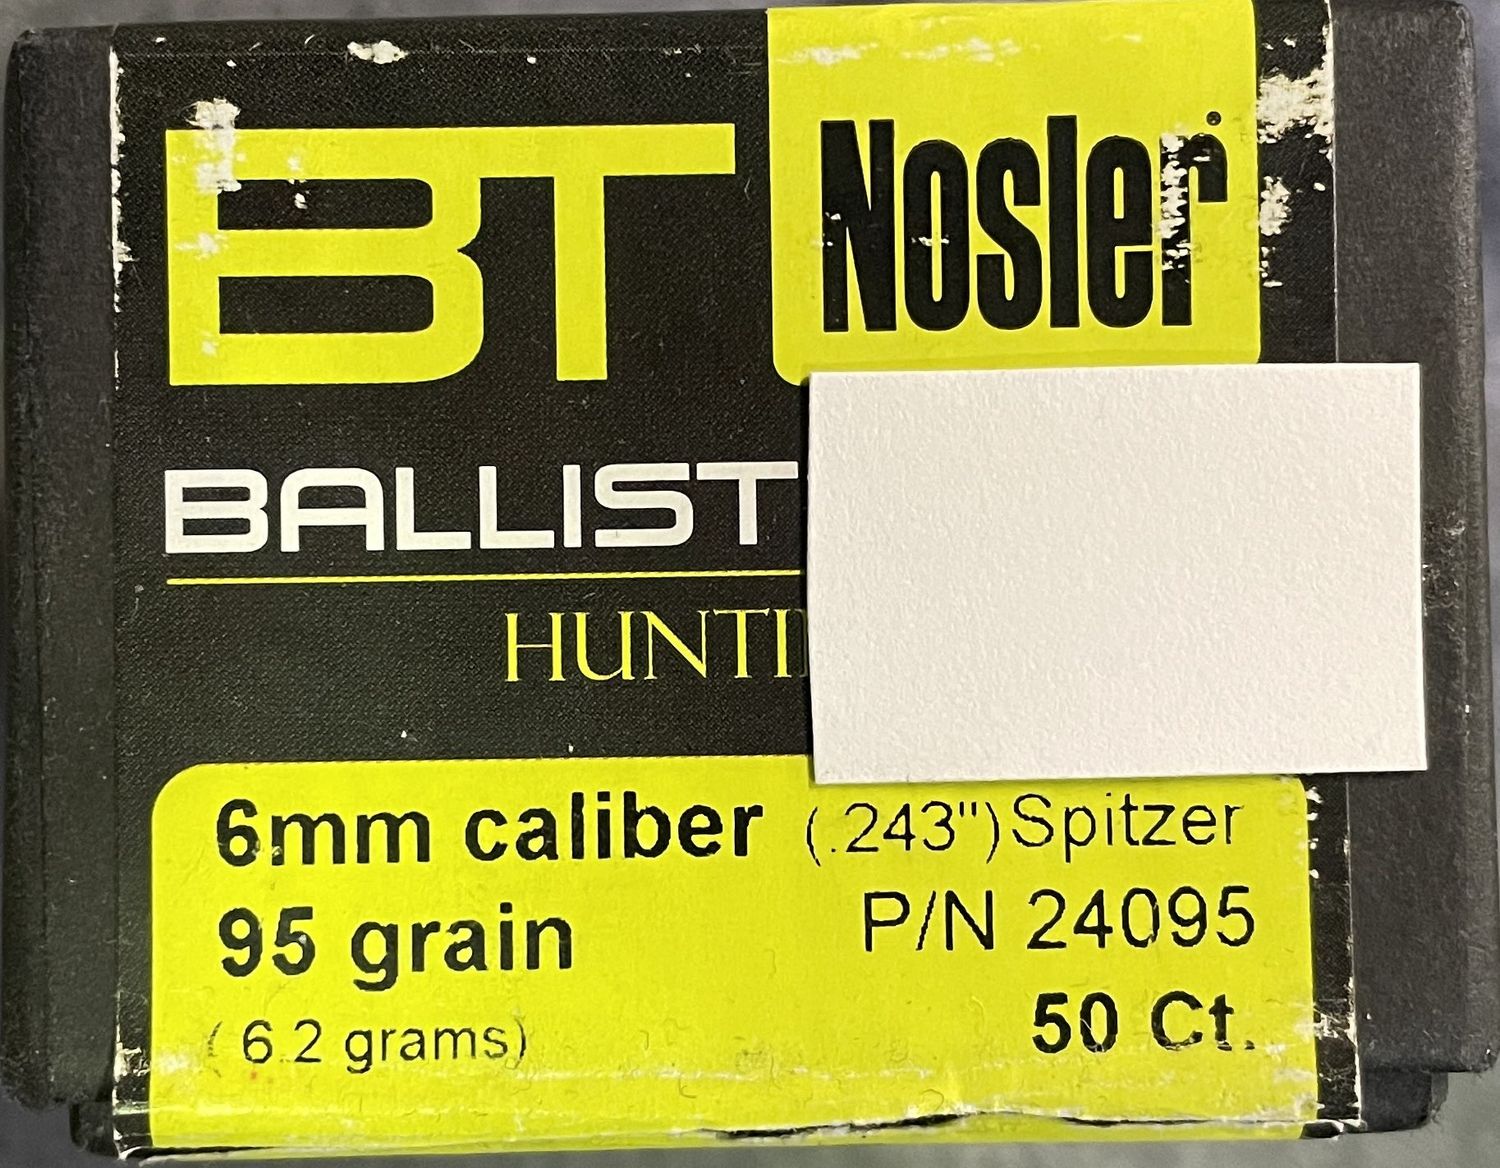 BT Nosler
BALLIST
HUNTI
6mm caliber (.243") Spitzer
95 grain P/N 24095
(6.2 grams) 50 Ct.